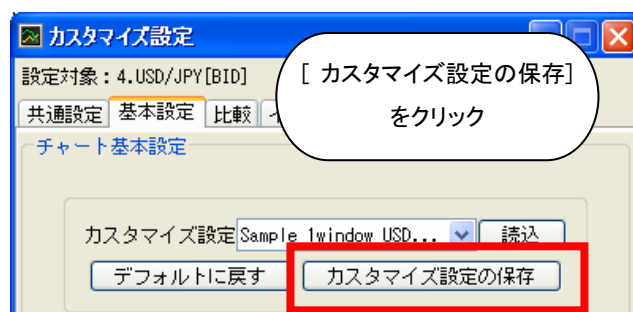 カスタマイズ設定
設定対象：4.USD/JPY[BID]
[ カスタマイズ設定の保存]
をクリック
共通設定 基本設定 比較
チャート基本設定
カスタマイズ設定 Sample 1window USD... 読込
デフォルトに戻す カスタマイズ設定の保存